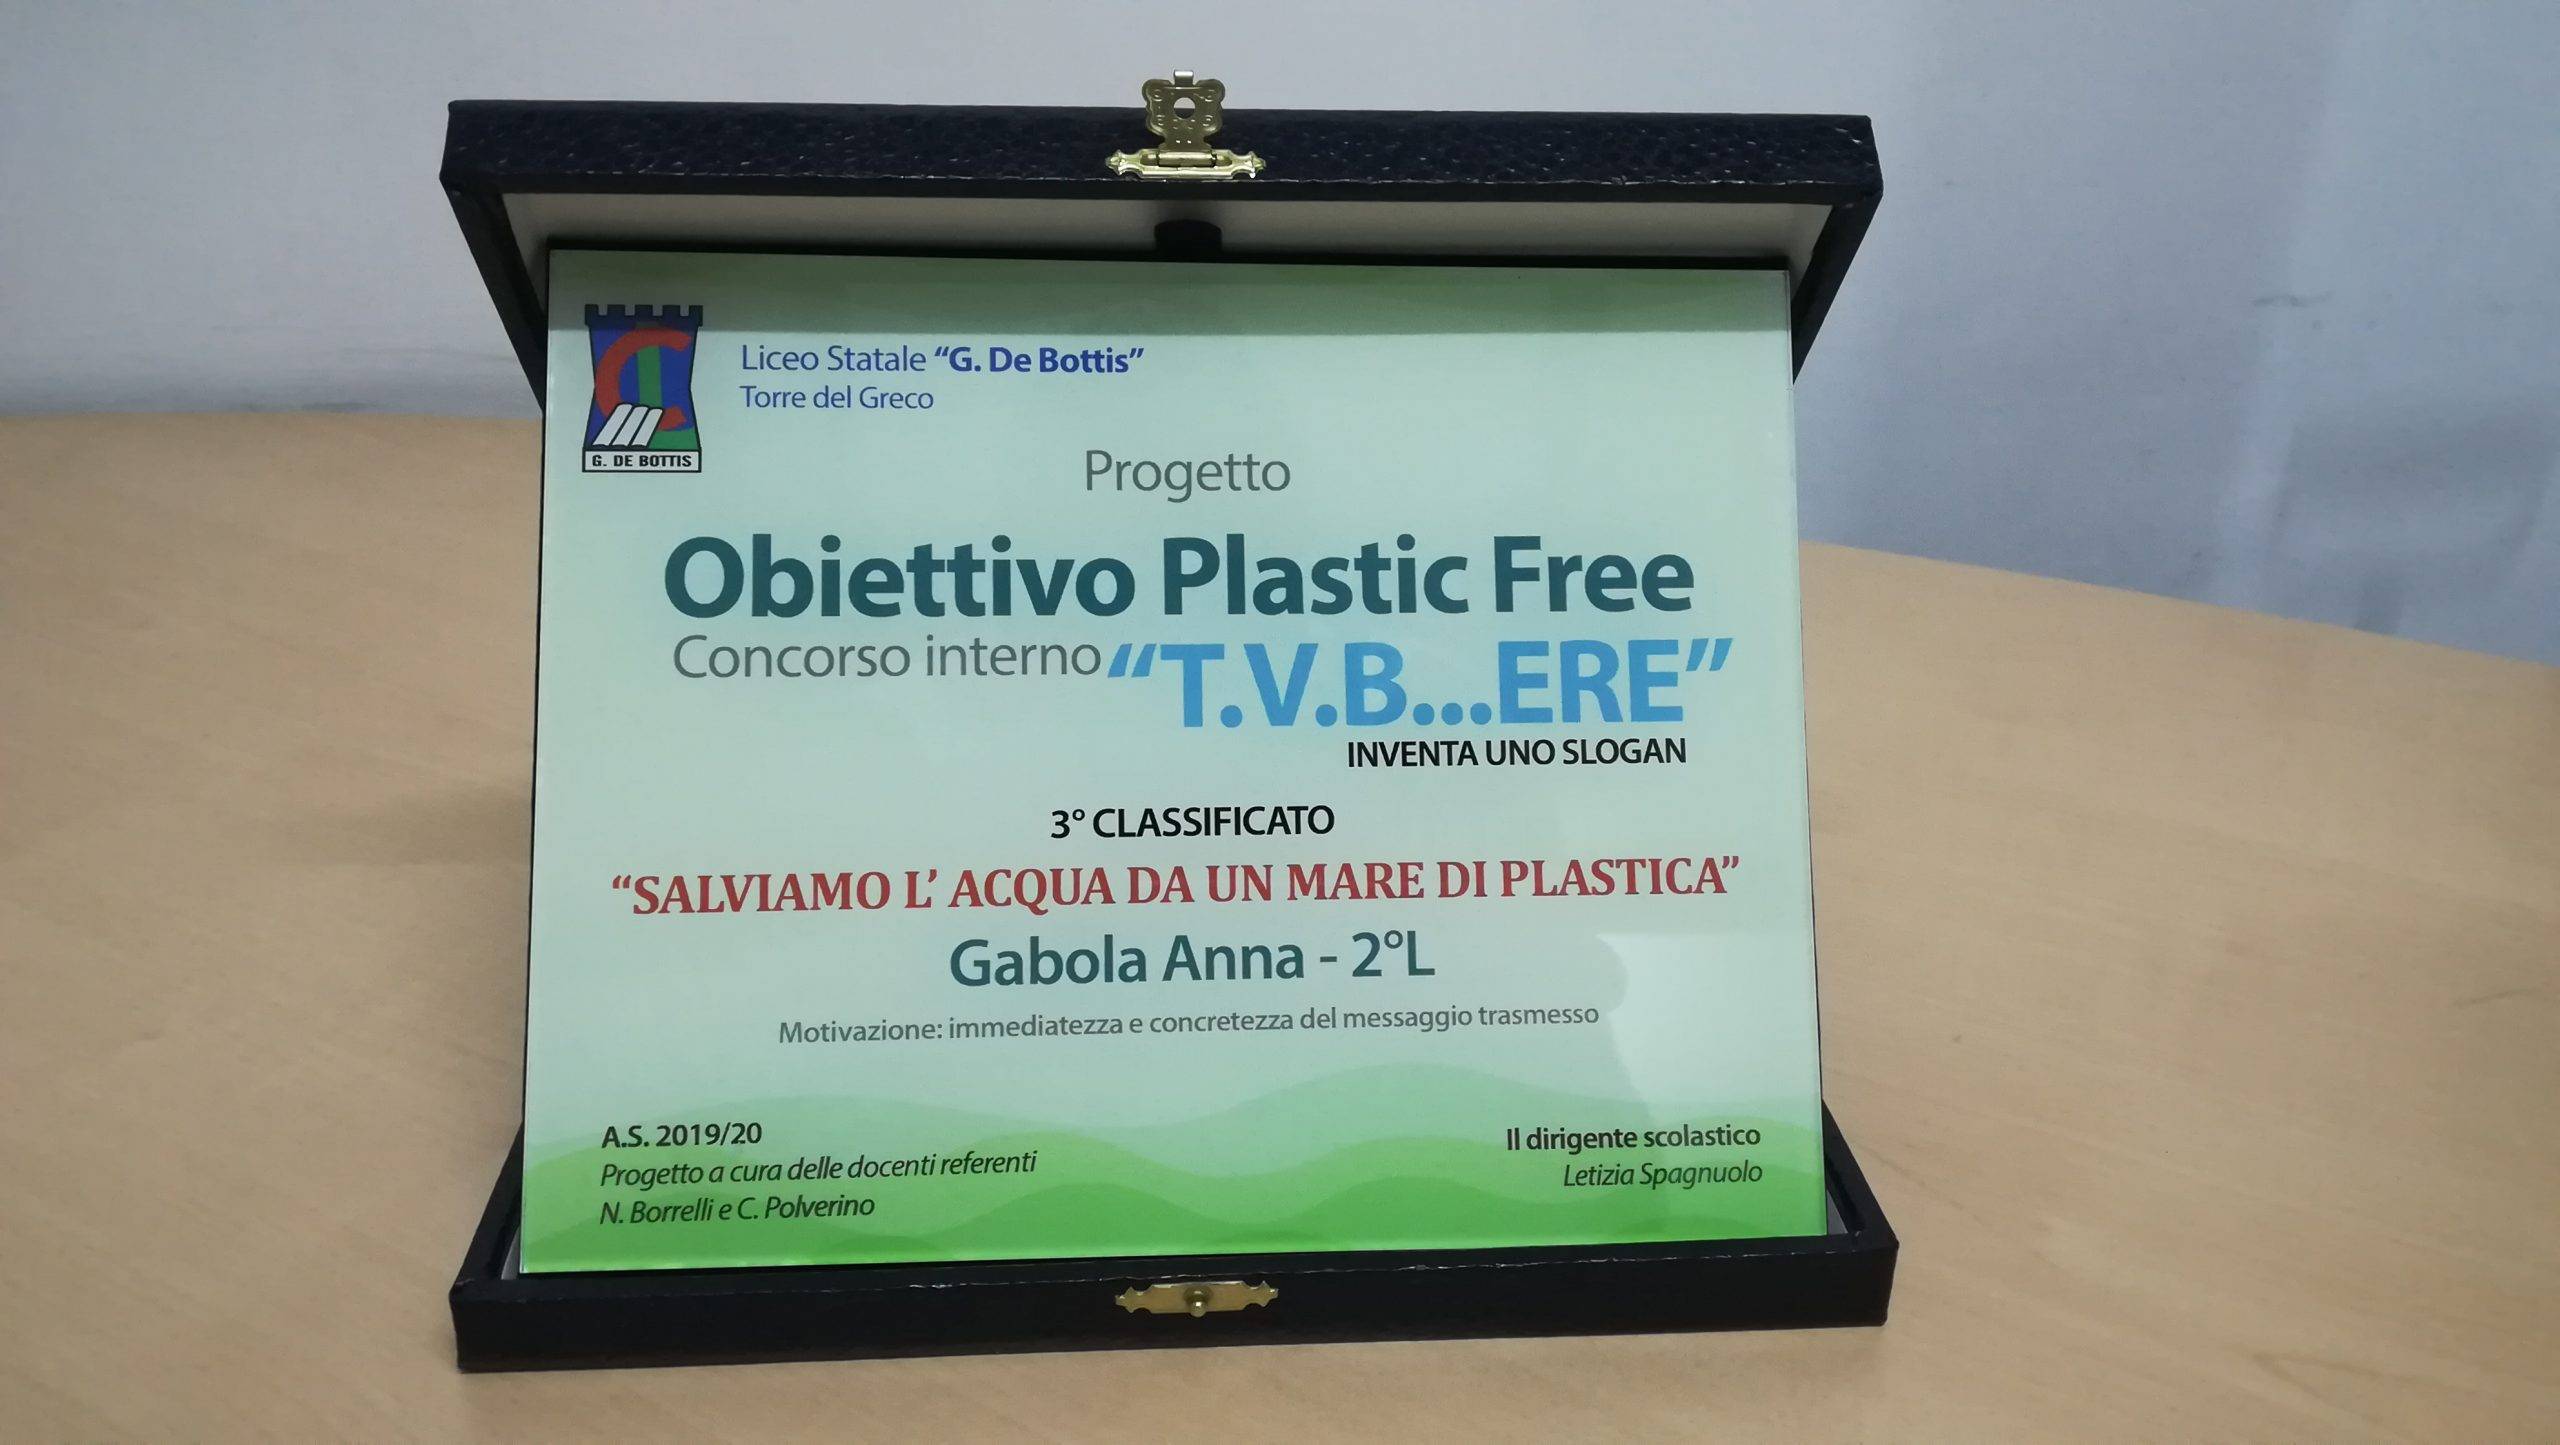 Liceo Statale “G. De Bottis”
Torre del Greco
G. DE BOTTIS
Progetto
Obiettivo Plastic Free
Concorso interno “T.V.B...ERE”
INVENTA UNO SLOGAN
3° CLASSIFICATO
“SALVIAMO L’ ACQUA DA UN MARE DI PLASTICA”
Gabola Anna - 2°L
Motivazione: immediatezza e concretezza del messaggio trasmesso
A.S. 2019/20
Progetto a cura delle docenti referenti
N. Borrelli e C. Polverino
Il dirigente scolastico
Letizia Spagnuolo